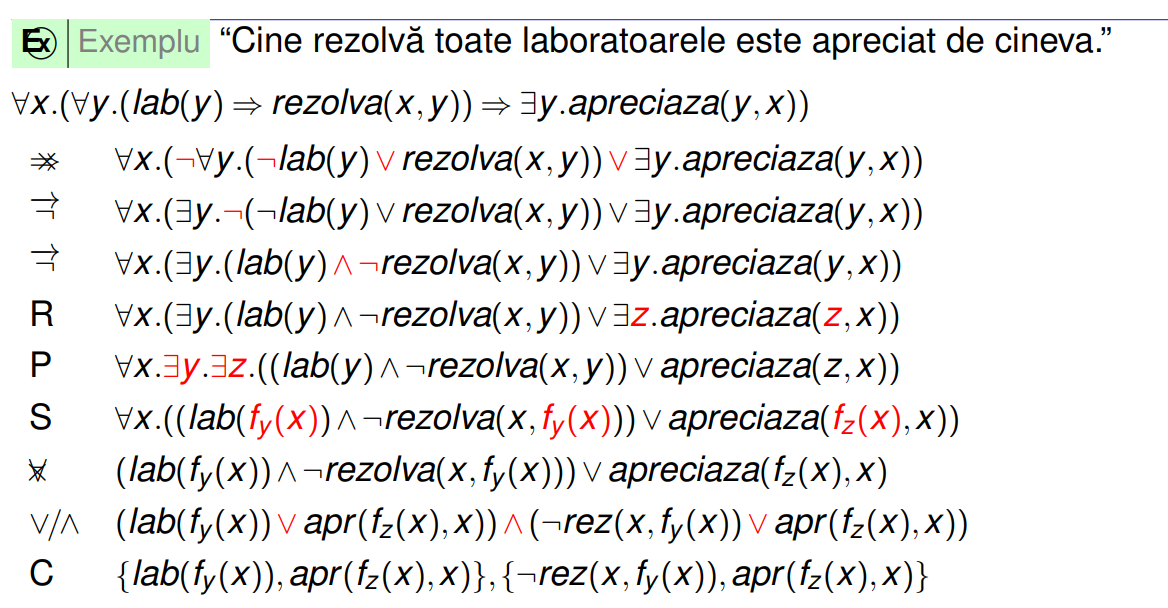 Ex Exemplu “Cine rezolvă toate laboratoarele este apreciat de cineva.”
∀x.(∀y.(lab(y) ⇒ rezolva(x,y)) ⇒ ∃y.apreciaza(y,x))
⇏ ∀x.(¬∀y.(¬lab(y) ∨ rezolva(x,y)) ∨ ∃y.apreciaza(y,x))
⇁ ∀x.(∃y.¬(¬lab(y) ∨ rezolva(x,y)) ∨ ∃y.apreciaza(y,x))
⇁ ∀x.(∃y.(lab(y) ∧ ¬rezolva(x,y)) ∨ ∃y.apreciaza(y,x))
R ∀x.(∃y.(lab(y) ∧ ¬rezolva(x,y)) ∨ ∃z.apreciaza(z,x))
P ∀x.∃y.∃z.((lab(y) ∧ ¬rezolva(x,y)) ∨ apreciaza(z,x))
S ∀x.((lab(f_y(x)) ∧ ¬rezolva(x,f_y(x))) ∨ apreciaza(f_z(x),x))
∀̸ (lab(f_y(x)) ∧ ¬rezolva(x,f_y(x))) ∨ apreciaza(f_z(x),x)
∨/∧ (lab(f_y(x)) ∨ apr(f_z(x),x)) ∧ (¬rez(x,f_y(x)) ∨ apr(f_z(x),x))
C {lab(f_y(x)), apr(f_z(x),x)}, {¬rez(x,f_y(x)), apr(f_z(x),x)}